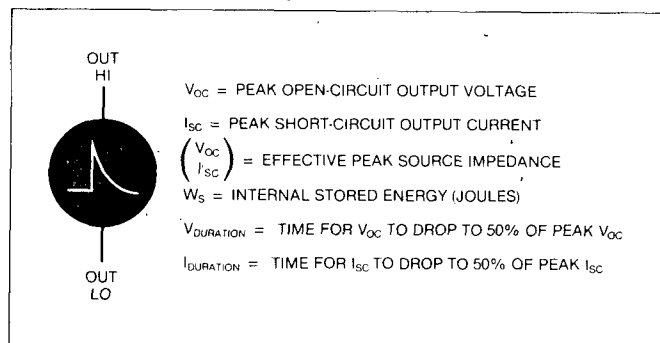 OUT
HI
V_OC = PEAK OPEN-CIRCUIT OUTPUT VOLTAGE
I_SC = PEAK SHORT-CIRCUIT OUTPUT CURRENT
(V_OC / I_SC) = EFFECTIVE PEAK SOURCE IMPEDANCE
W_S = INTERNAL STORED ENERGY (JOULES)
V_DURATION = TIME FOR V_OC TO DROP TO 50% OF PEAK V_OC
I_DURATION = TIME FOR I_SC TO DROP TO 50% OF PEAK I_SC
OUT
LO